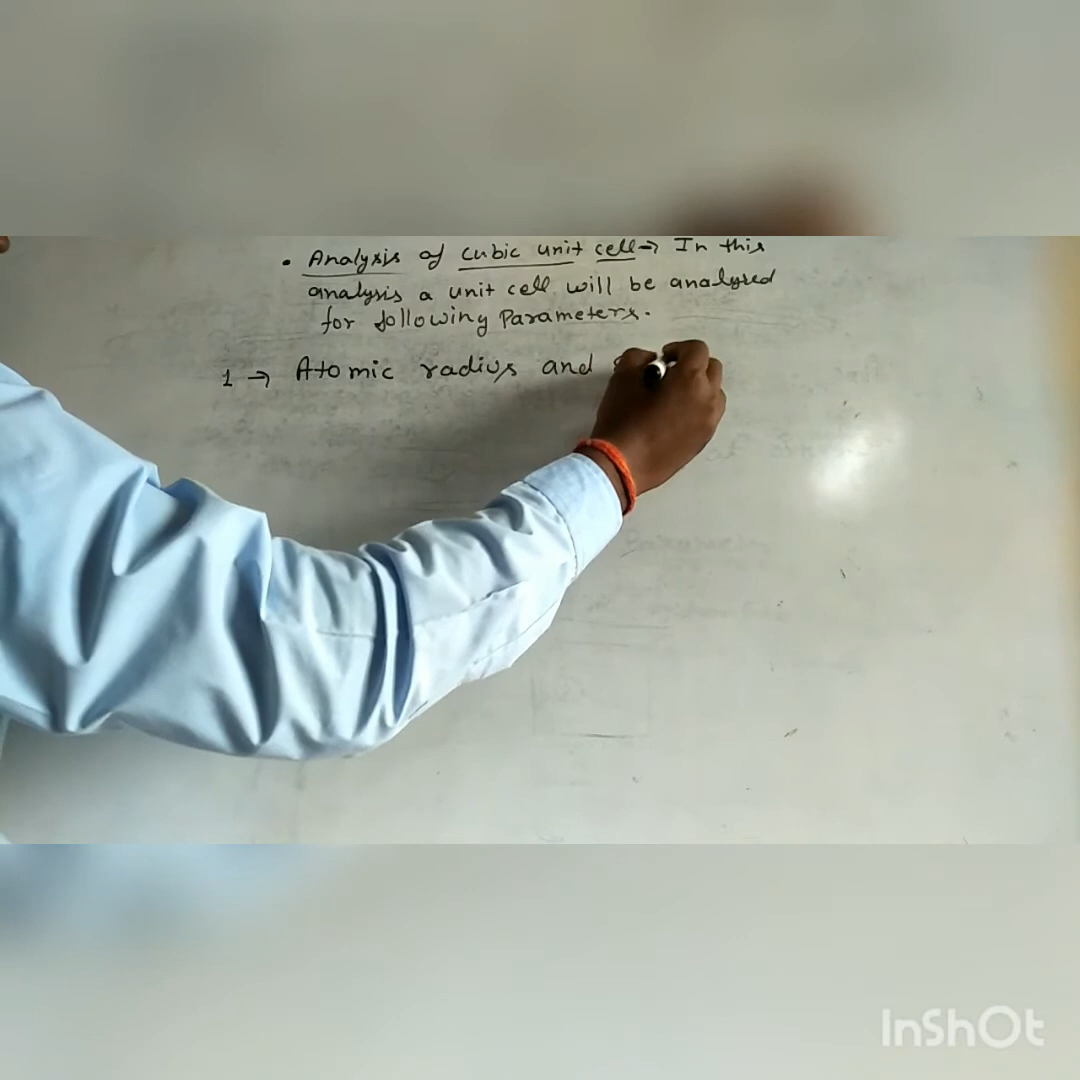 • Analysis of cubic unit cell → In this
analysis a unit cell will be analysed
for following Parameters.
1 → Atomic radius and
InShOt